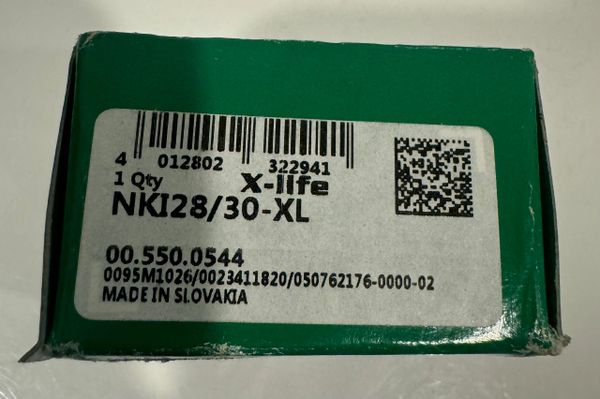 4 012802 322941
1 Qty X-life
NKI28/30-XL
00.550.0544
0095M1026/0023411820/050762176-0000-02
MADE IN SLOVAKIA